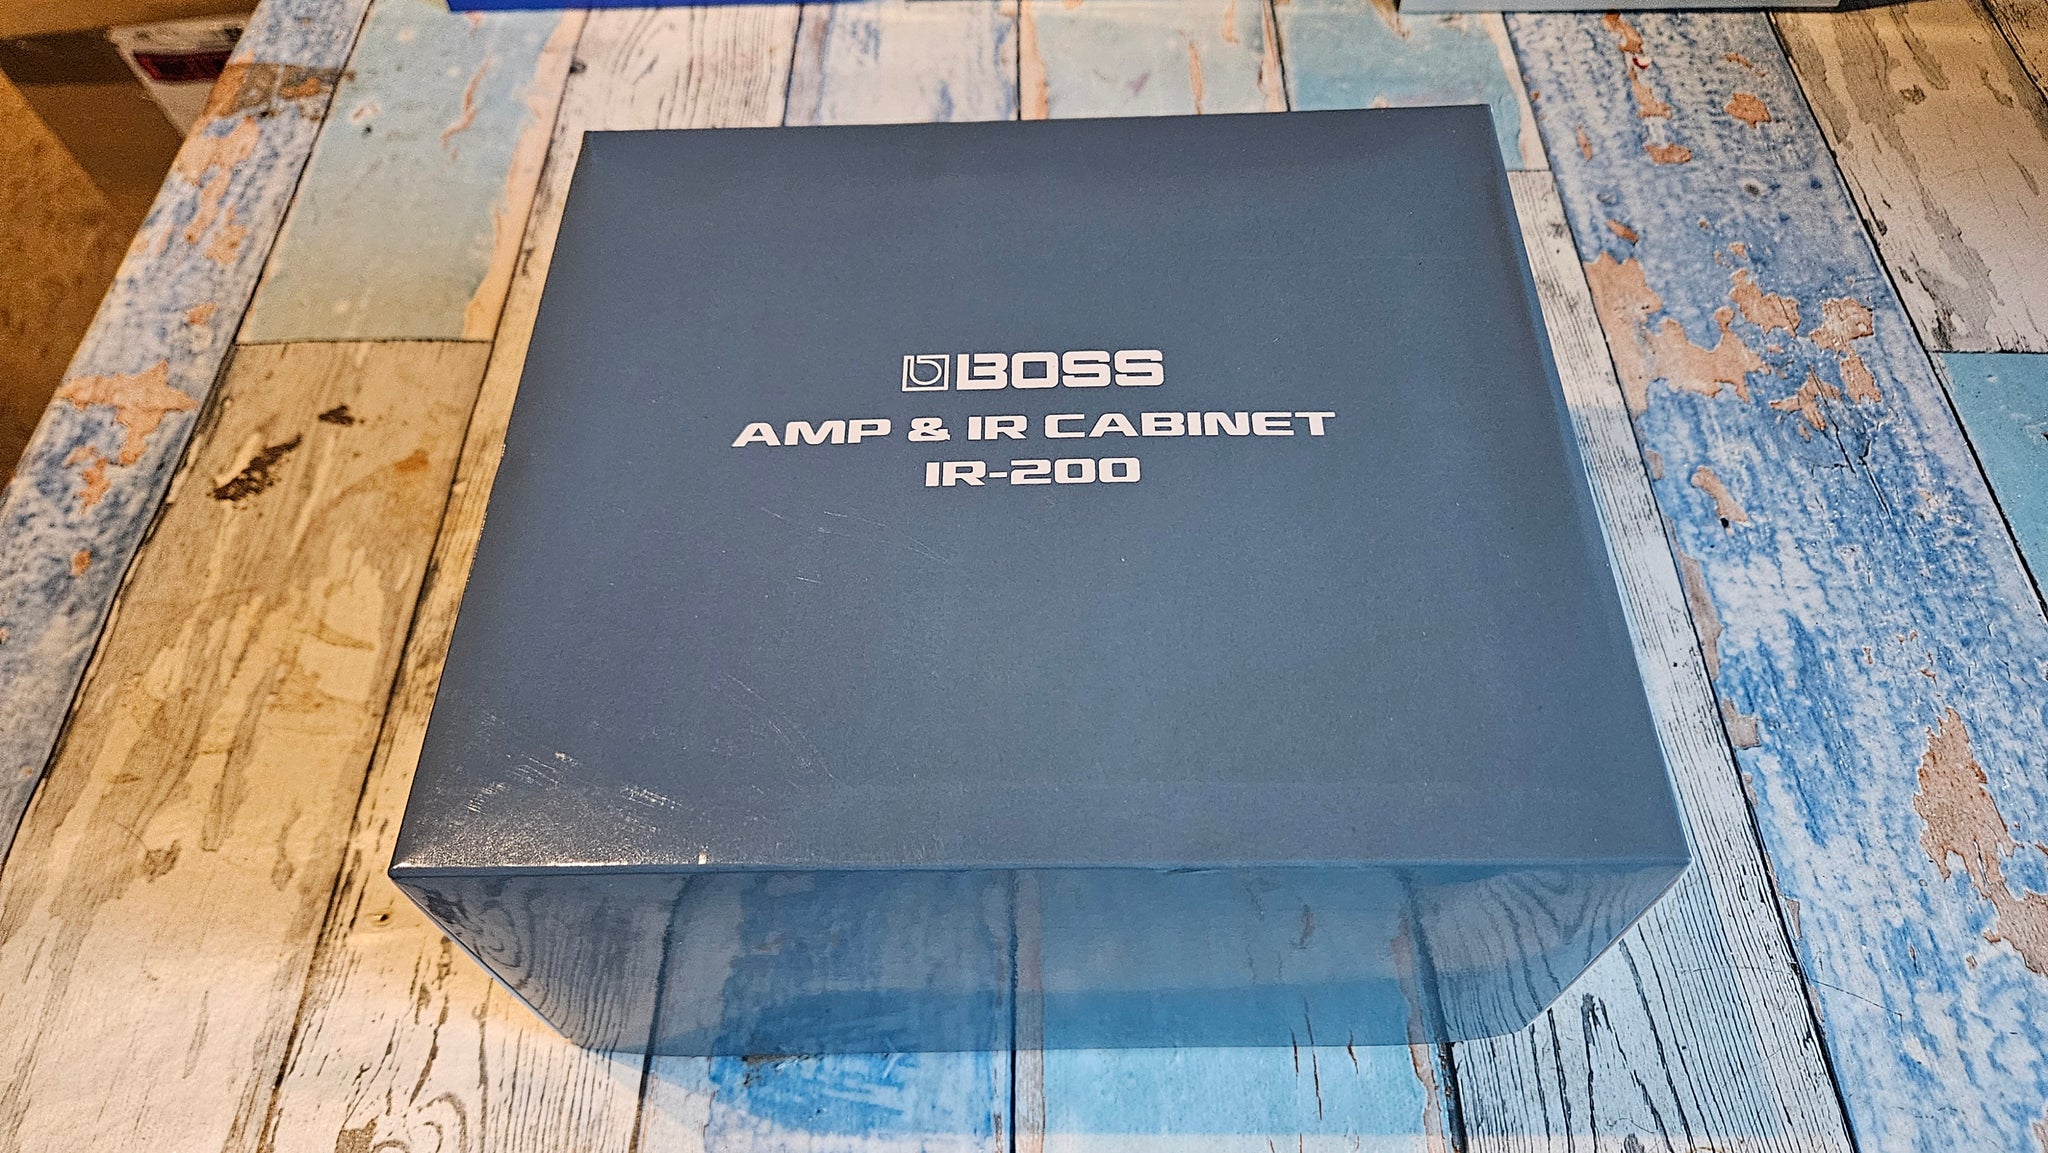 BOSS
AMP & IR CABINET
IR-200